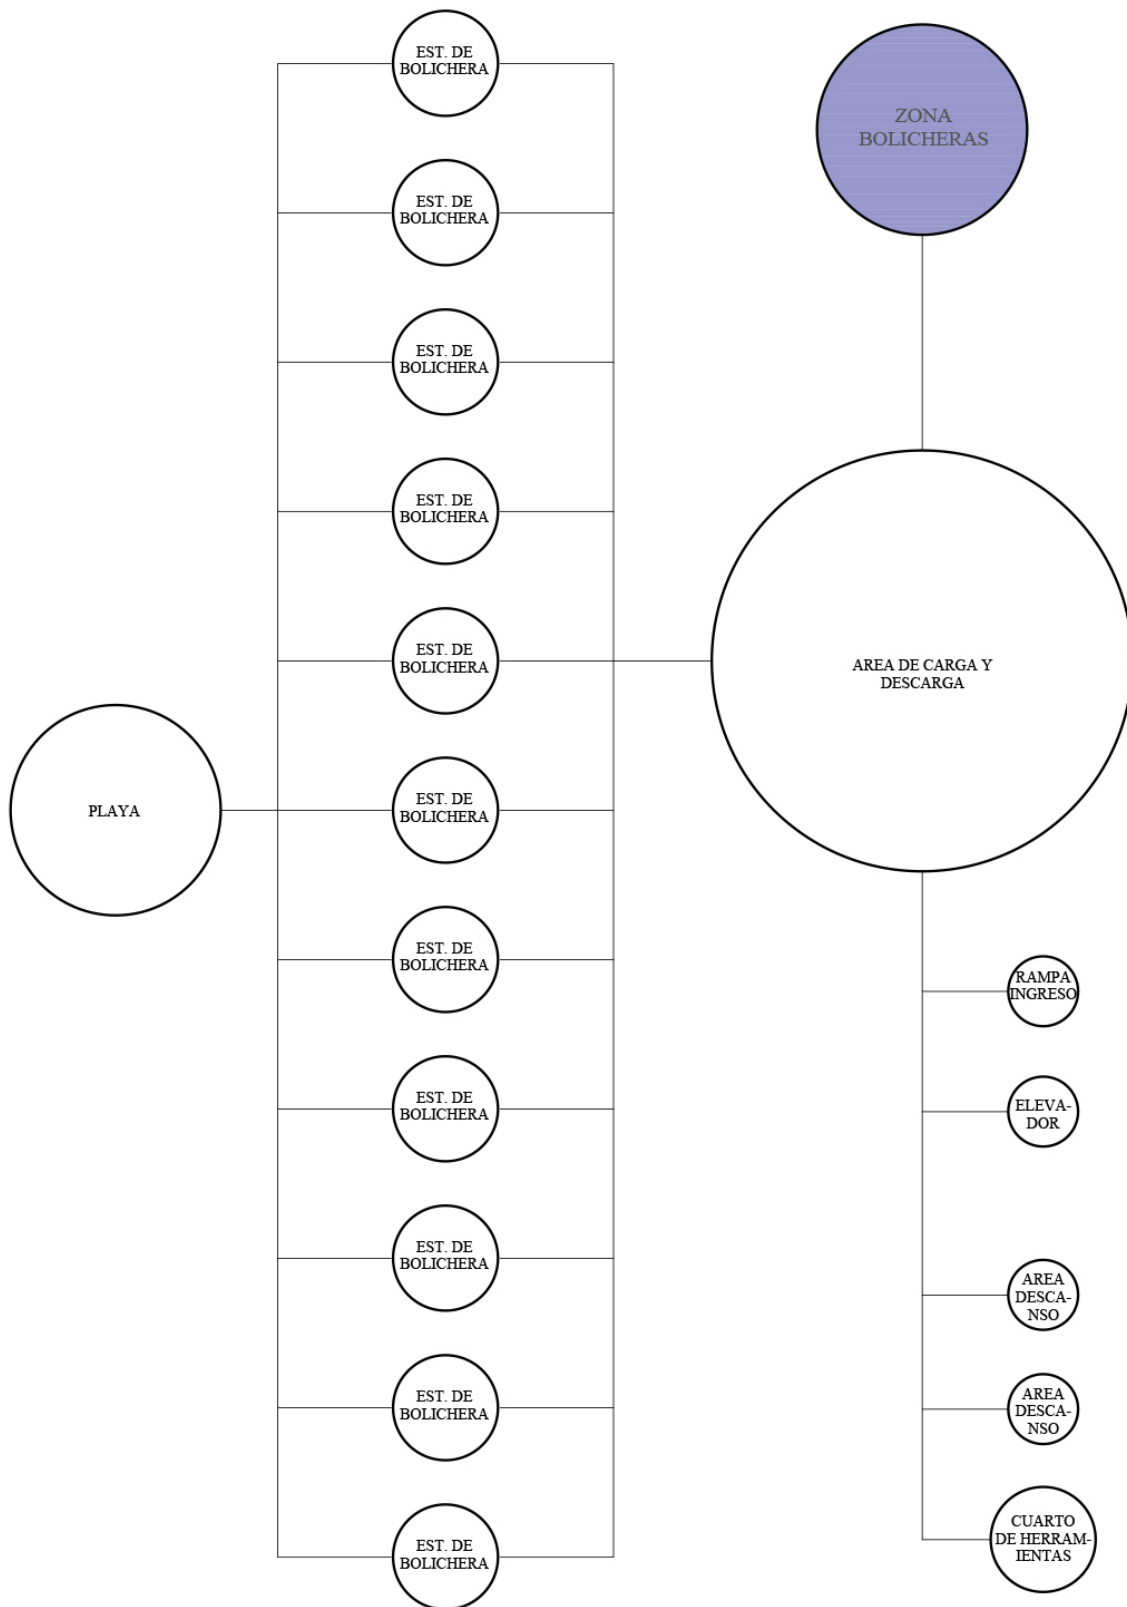 EST. DE
BOLICHERA
ZONA
BOLICHERAS
EST. DE
BOLICHERA
EST. DE
BOLICHERA
EST. DE
BOLICHERA
EST. DE
BOLICHERA
AREA DE CARGA Y
DESCARGA
PLAYA
EST. DE
BOLICHERA
EST. DE
BOLICHERA
RAMPA
INGRESO
EST. DE
BOLICHERA
ELEVA-
DOR
EST. DE
BOLICHERA
AREA
DESCA-
NSO
EST. DE
BOLICHERA
AREA
DESCA-
NSO
EST. DE
BOLICHERA
CUARTO
DE HERRAM-
IENTAS